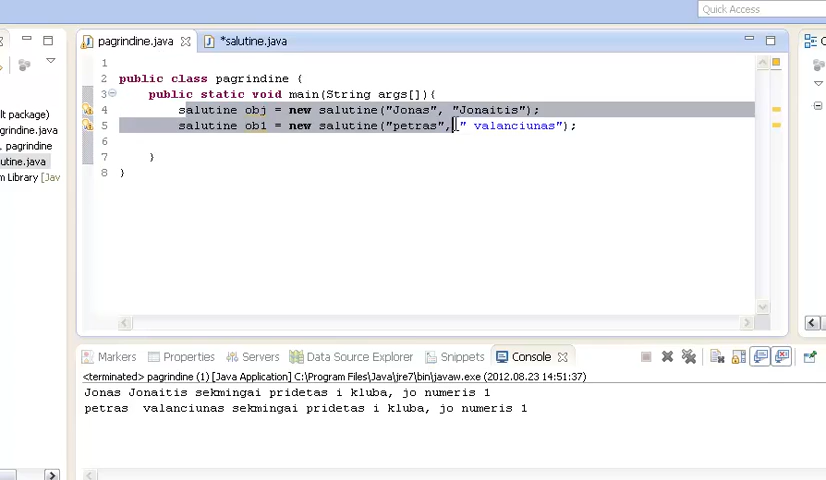 Quick Access
pagrindine.java
*salutine.java
1
2 public class pagrindine {
3 public static void main(String args[]){
4 salutine obj = new salutine("Jonas", "Jonaitis");
5 salutine ob1 = new salutine("petras", " valanciunas");
6
7 }
8 }
lt package)
grindine.java
. pagrindine
utine.java
m Library [Jav
Markers Properties Servers Data Source Explorer Snippets Console
<terminated> pagrindine (1) [Java Application] C:\Program Files\Java\jre7\bin\javaw.exe (2012.08.23 14:51:37)
Jonas Jonaitis sekmingai pridetas i kluba, jo numeris 1
petras  valanciunas sekmingai pridetas i kluba, jo numeris 1